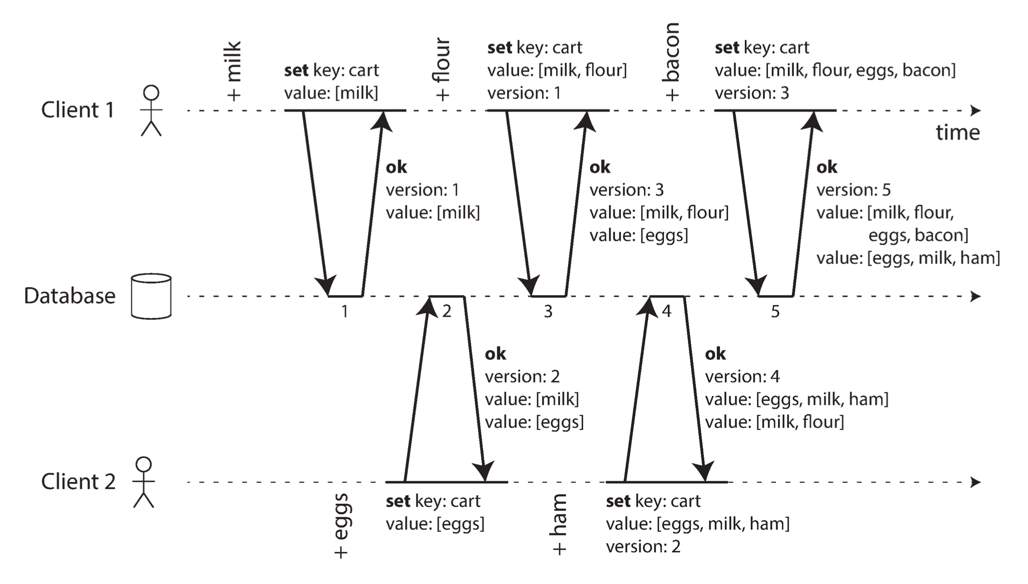 + milk
set key: cart
value: [milk]
+ flour
set key: cart
value: [milk, flour]
version: 1
+ bacon
set key: cart
value: [milk, flour, eggs, bacon]
version: 3
Client 1
time
ok
version: 1
value: [milk]
ok
version: 3
value: [milk, flour]
value: [eggs]
ok
version: 5
value: [milk, flour,
eggs, bacon]
value: [eggs, milk, ham]
Database
1
2
3
4
5
ok
version: 2
value: [milk]
value: [eggs]
ok
version: 4
value: [eggs, milk, ham]
value: [milk, flour]
Client 2
+ eggs
set key: cart
value: [eggs]
+ ham
set key: cart
value: [eggs, milk, ham]
version: 2